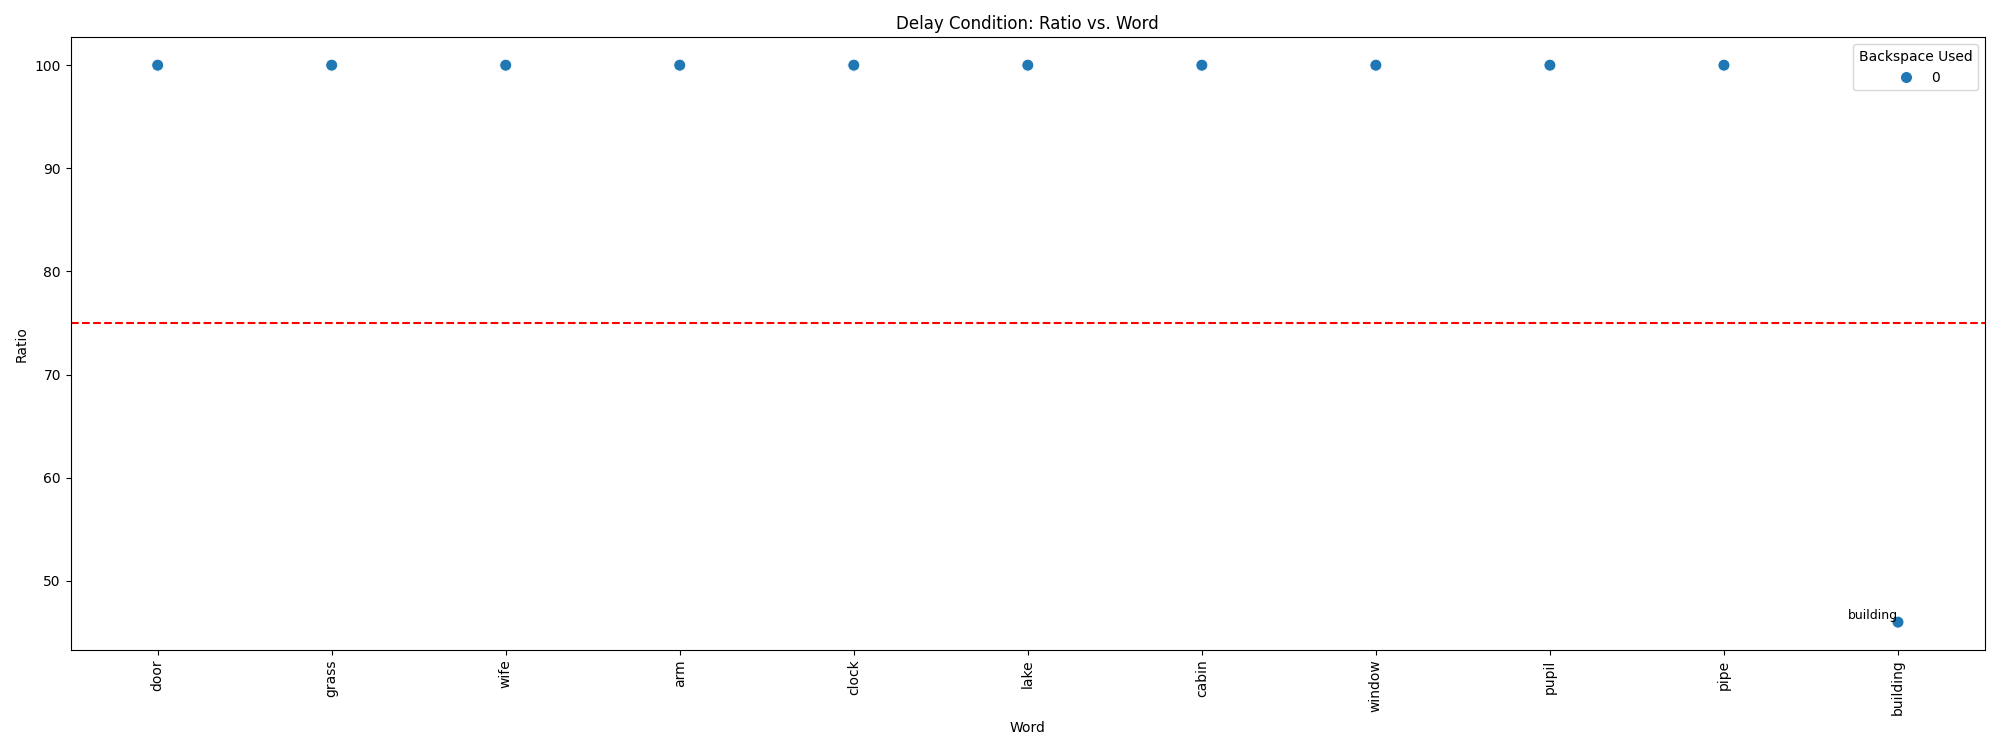 Delay Condition: Ratio vs. Word
Backspace Used
0
Ratio
100
90
80
70
60
50
building
door
grass
wife
arm
clock
lake
cabin
window
pupil
pipe
building
Word